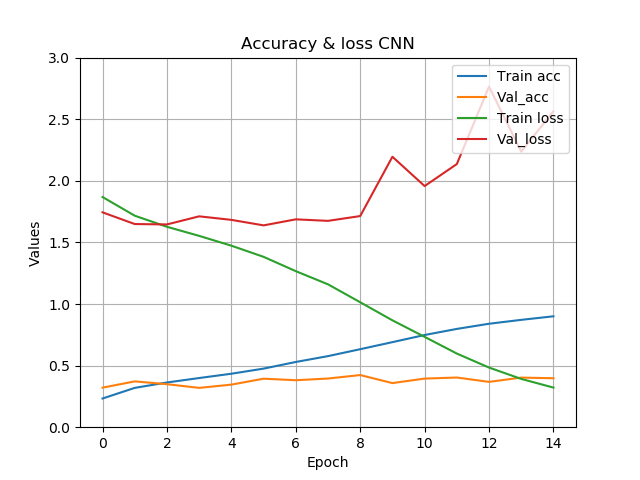 Accuracy & loss CNN
3.0
2.5
2.0
1.5
1.0
0.5
0.0
Values
Train acc
Val_acc
Train loss
Val_loss
0 2 4 6 8 10 12 14
Epoch